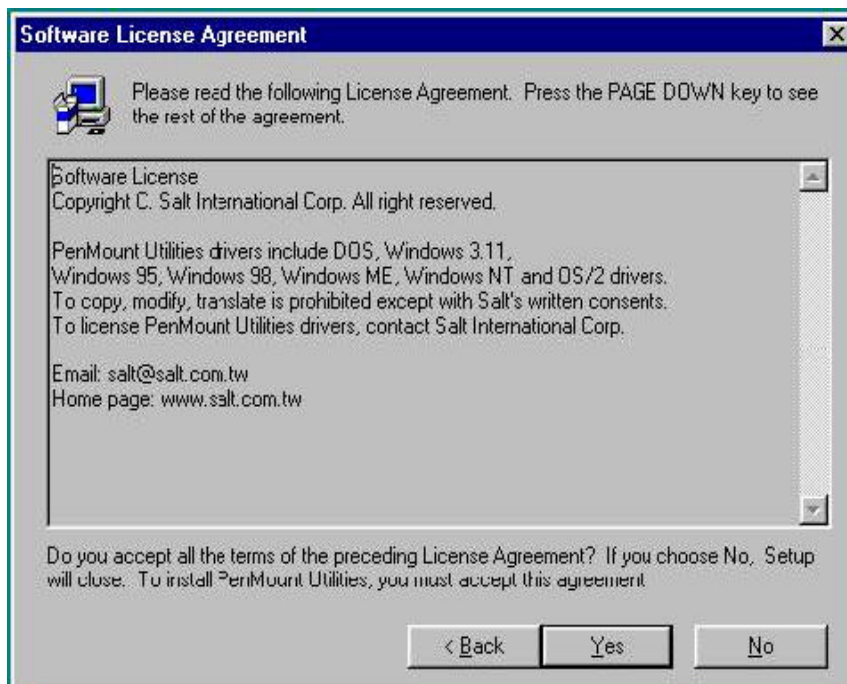 Software License Agreement
Please read the following License Agreement. Press the PAGE DOWN key to see
the rest of the agreement.
Software License
Copyright C. Salt International Corp. All right reserved.
PenMount Utilities drivers include DOS, Windows 3.11,
Windows 95, Windows 98, Windows ME, Windows NT and OS/2 drivers.
To copy, modify, translate is prohibited except with Salt's written consents.
To license PenMount Utilities drivers, contact Salt International Corp.
Email: salt@salt.com.tw
Home page: www.salt.com.tw
Do you accept all the terms of the preceding License Agreement? If you choose No, Setup
will close. To install PenMount Utilities, you must accept this agreement
< Back
Yes
No